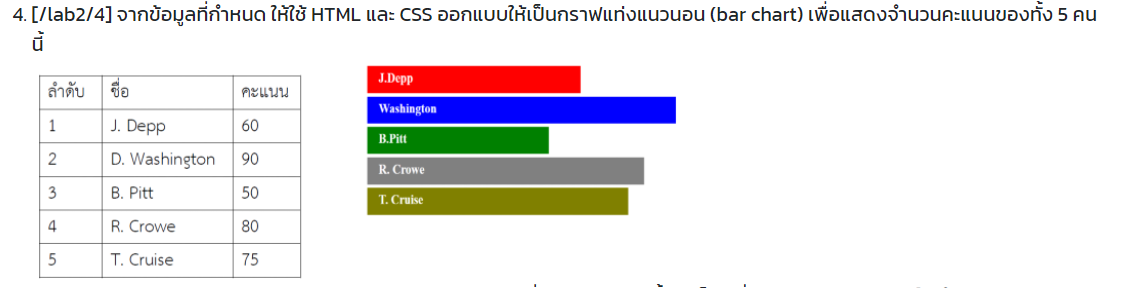 4. [/lab2/4] จากข้อมูลที่กำหนด ให้ใช้ HTML และ CSS ออกแบบให้เป็นกราฟแท่งแนวนอน (bar chart) เพื่อแสดงจำนวนคะแนนของทั้ง 5 คน
นี้
ลำดับ ชื่อ คะแนน
1 J. Depp 60
2 D. Washington 90
3 B. Pitt 50
4 R. Crowe 80
5 T. Cruise 75
J.Depp
Washington
B.Pitt
R. Crowe
T. Cruise